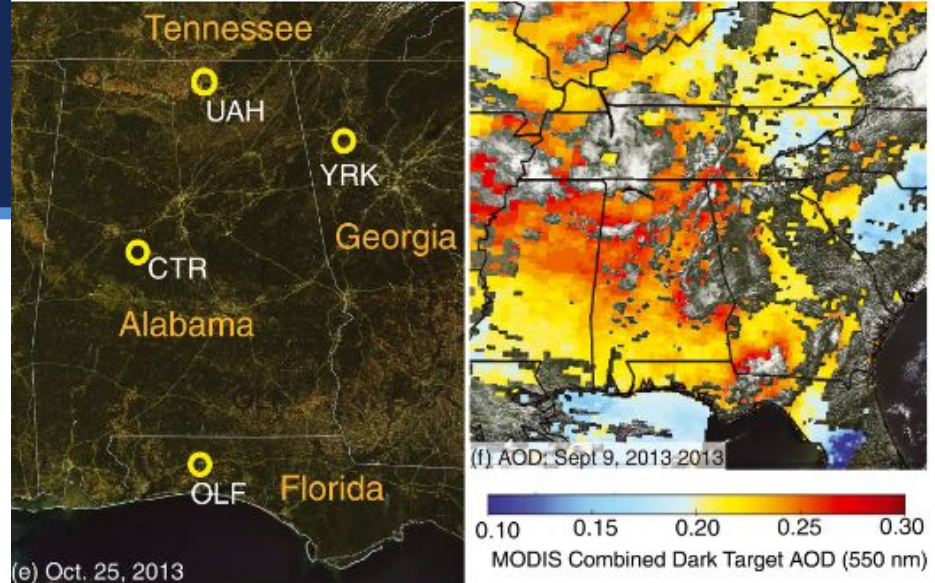 Tennessee
UAH
YRK
Georgia
CTR
Alabama
OLF
Florida
(e) Oct. 25, 2013
(f) AOD; Sept 9, 2013 2013
0.10 0.15 0.20 0.25 0.30
MODIS Combined Dark Target AOD (550 nm)